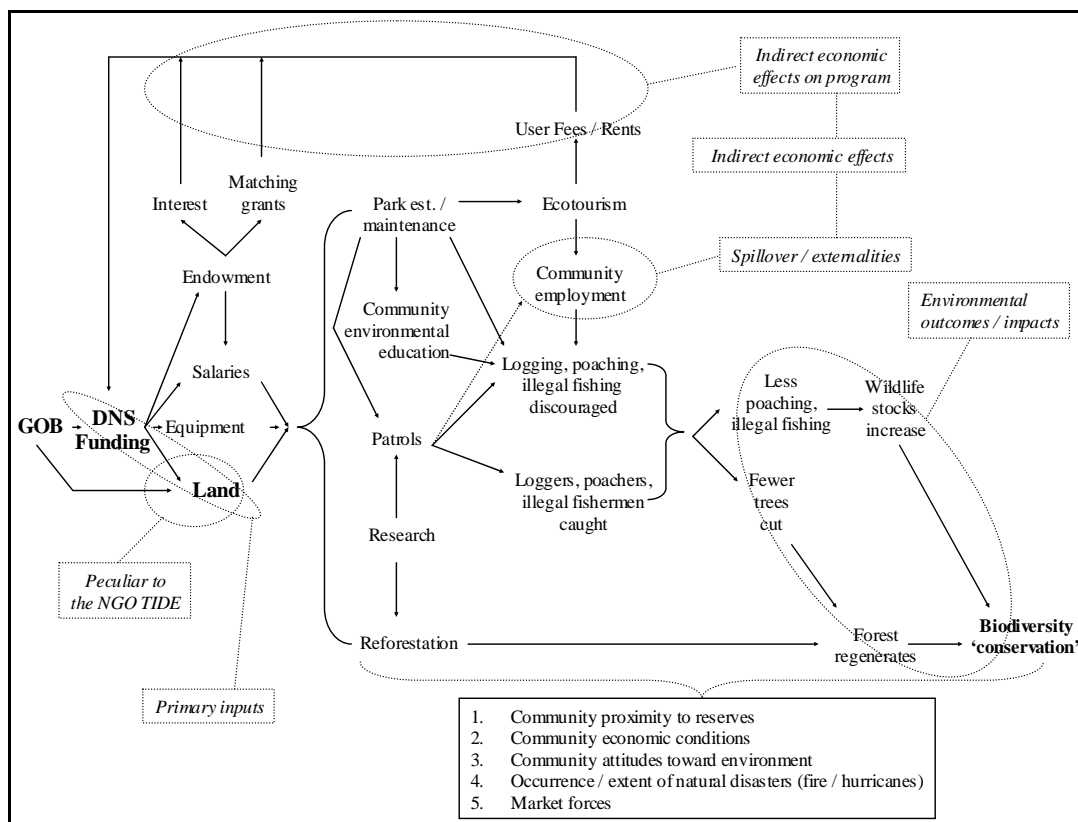 Indirect economic
effects on program
User Fees / Rents
Indirect economic effects
Matching
grants
Interest
Park est. /
maintenance
Ecotourism
Spillover / externalities
Endowment
Community
employment
Community
environmental
education
Environmental
outcomes / impacts
Salaries
Logging, poaching,
illegal fishing
discouraged
Less
poaching,
illegal fishing
Wildlife
stocks
increase
GOB
DNS
Funding
Equipment
Patrols
Land
Loggers, poachers,
illegal fishermen
caught
Fewer
trees
cut
Research
Peculiar to
the NGO TIDE
Reforestation
Forest
regenerates
Biodiversity
‘conservation’
Primary inputs
1. Community proximity to reserves
2. Community economic conditions
3. Community attitudes toward environment
4. Occurrence / extent of natural disasters (fire / hurricanes)
5. Market forces